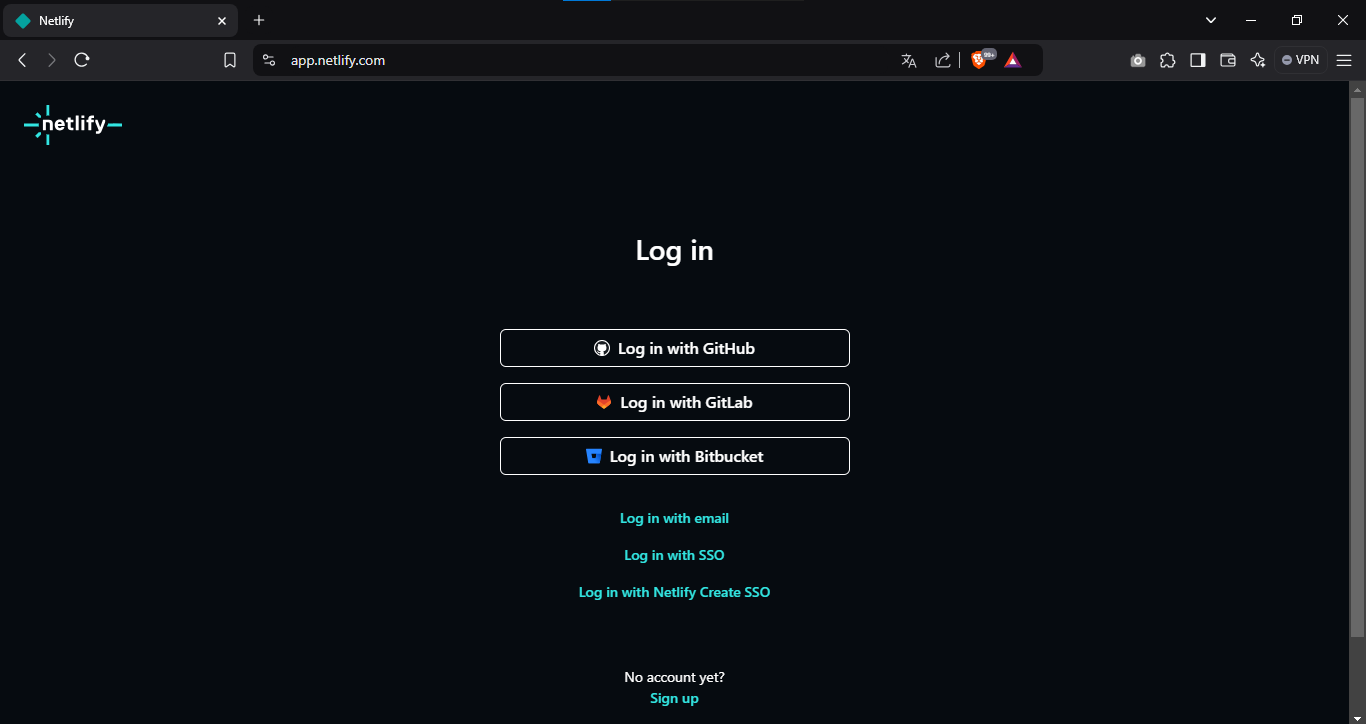 Netlify
app.netlify.com
99+
VPN
netlify
Log in
Log in with GitHub
Log in with GitLab
Log in with Bitbucket
Log in with email
Log in with SSO
Log in with Netlify Create SSO
No account yet?
Sign up